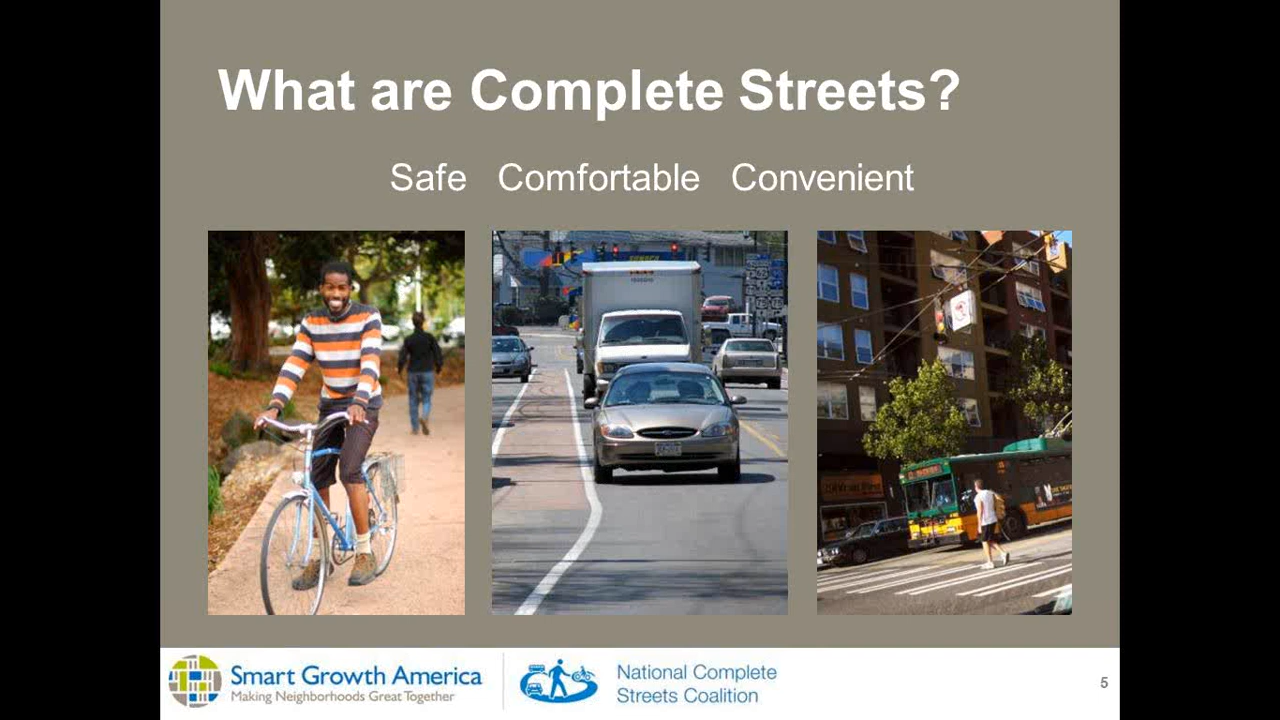 What are Complete Streets?
Safe Comfortable Convenient
Smart Growth America
Making Neighborhoods Great Together
National Complete
Streets Coalition
5